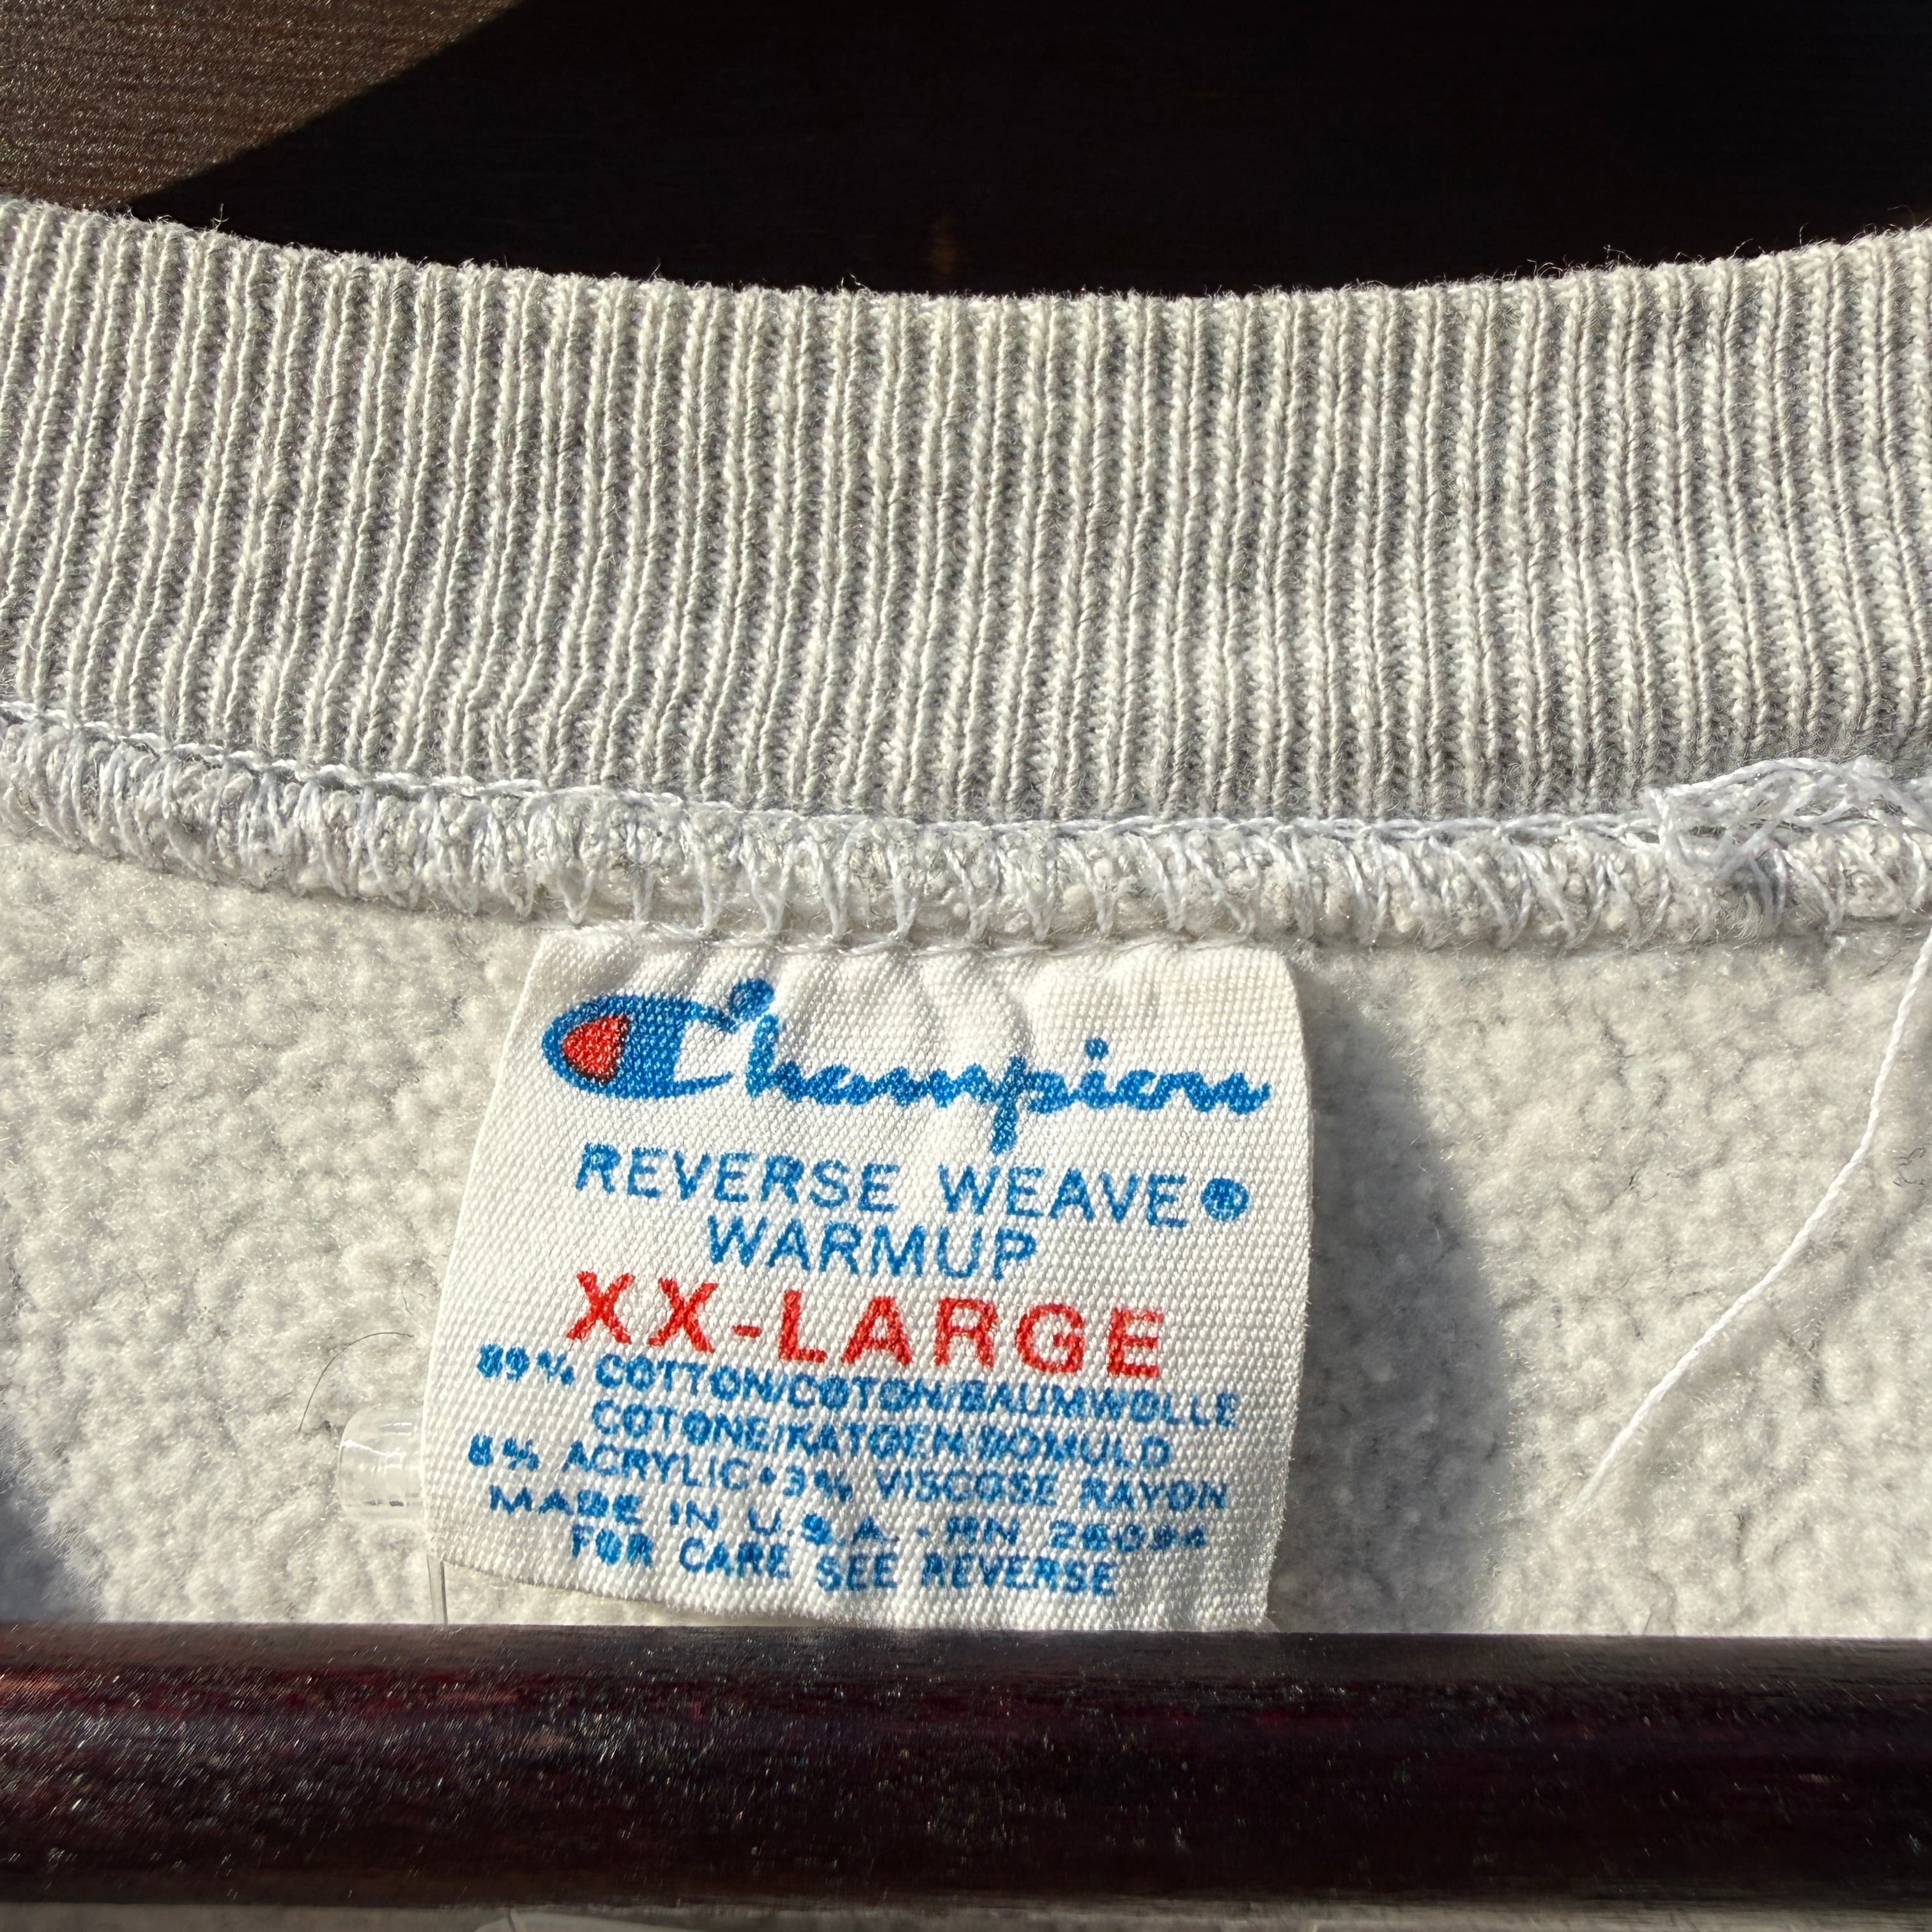 Champion
REVERSE WEAVE®
WARMUP
XX-LARGE
89% COTTON/COTON/BAUMWOLLE
COTONE/KATOEN/BOMULD
8% ACRYLIC•3% VISCOSE RAYON
MADE IN U.S.A. - RN 26094
FOR CARE SEE REVERSE